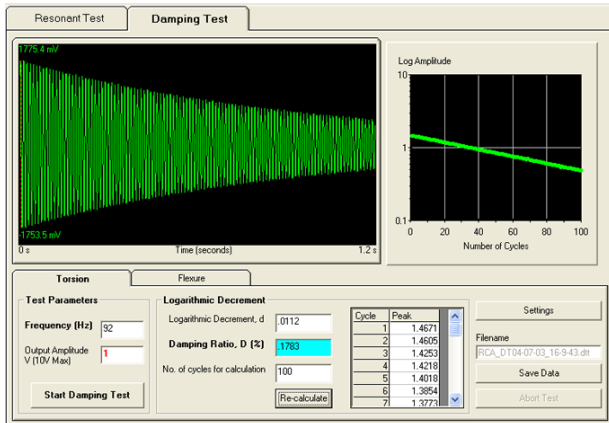 Resonant Test
Damping Test
1775.4 mV
-1753.5 mV
0 s
Time (seconds)
1.2 s
Log Amplitude
10
1
0.1
0 20 40 60 80 100
Number of Cycles
Torsion
Flexure
Test Parameters
Frequency (Hz) 92
Output Amplitude
V (10V Max) 1
Start Damping Test
Logarithmic Decrement
Logarithmic Decrement, d .0112
Damping Ratio, D (%) .1783
No. of cycles for calculation 100
Re-calculate
Cycle Peak
1 1.4671
2 1.4605
3 1.4253
4 1.4218
5 1.4018
6 1.3854
7 1.3773
Settings
Filename
RCA_DT04-07-03_16-9-43.dtt
Save Data
Abort Test